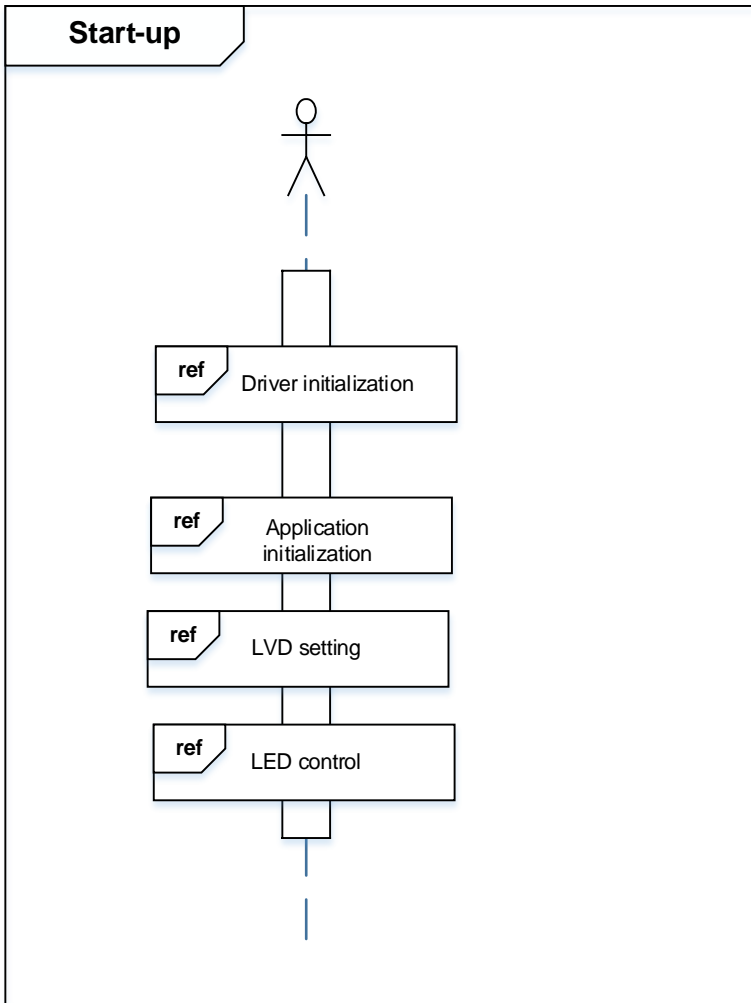 Start-up
ref
Driver initialization
ref
Application
initialization
ref
LVD setting
ref
LED control